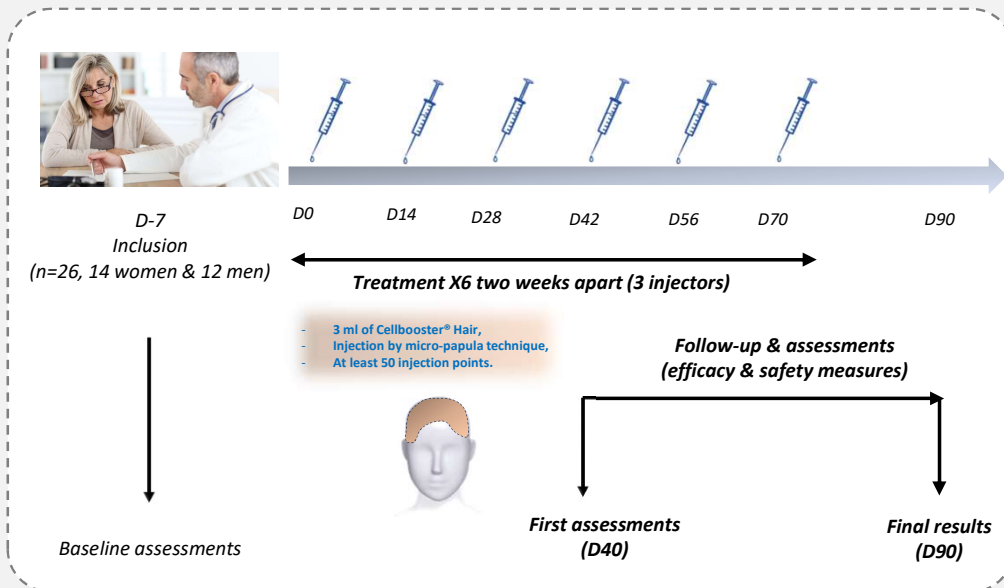 D-7
Inclusion
(n=26, 14 women & 12 men)
D0
D14
D28
D42
D56
D70
D90
Treatment X6 two weeks apart (3 injectors)
- 3 ml of Cellbooster® Hair,
- Injection by micro-papula technique,
- At least 50 injection points.
Follow-up & assessments
(efficacy & safety measures)
Baseline assessments
First assessments
(D40)
Final results
(D90)